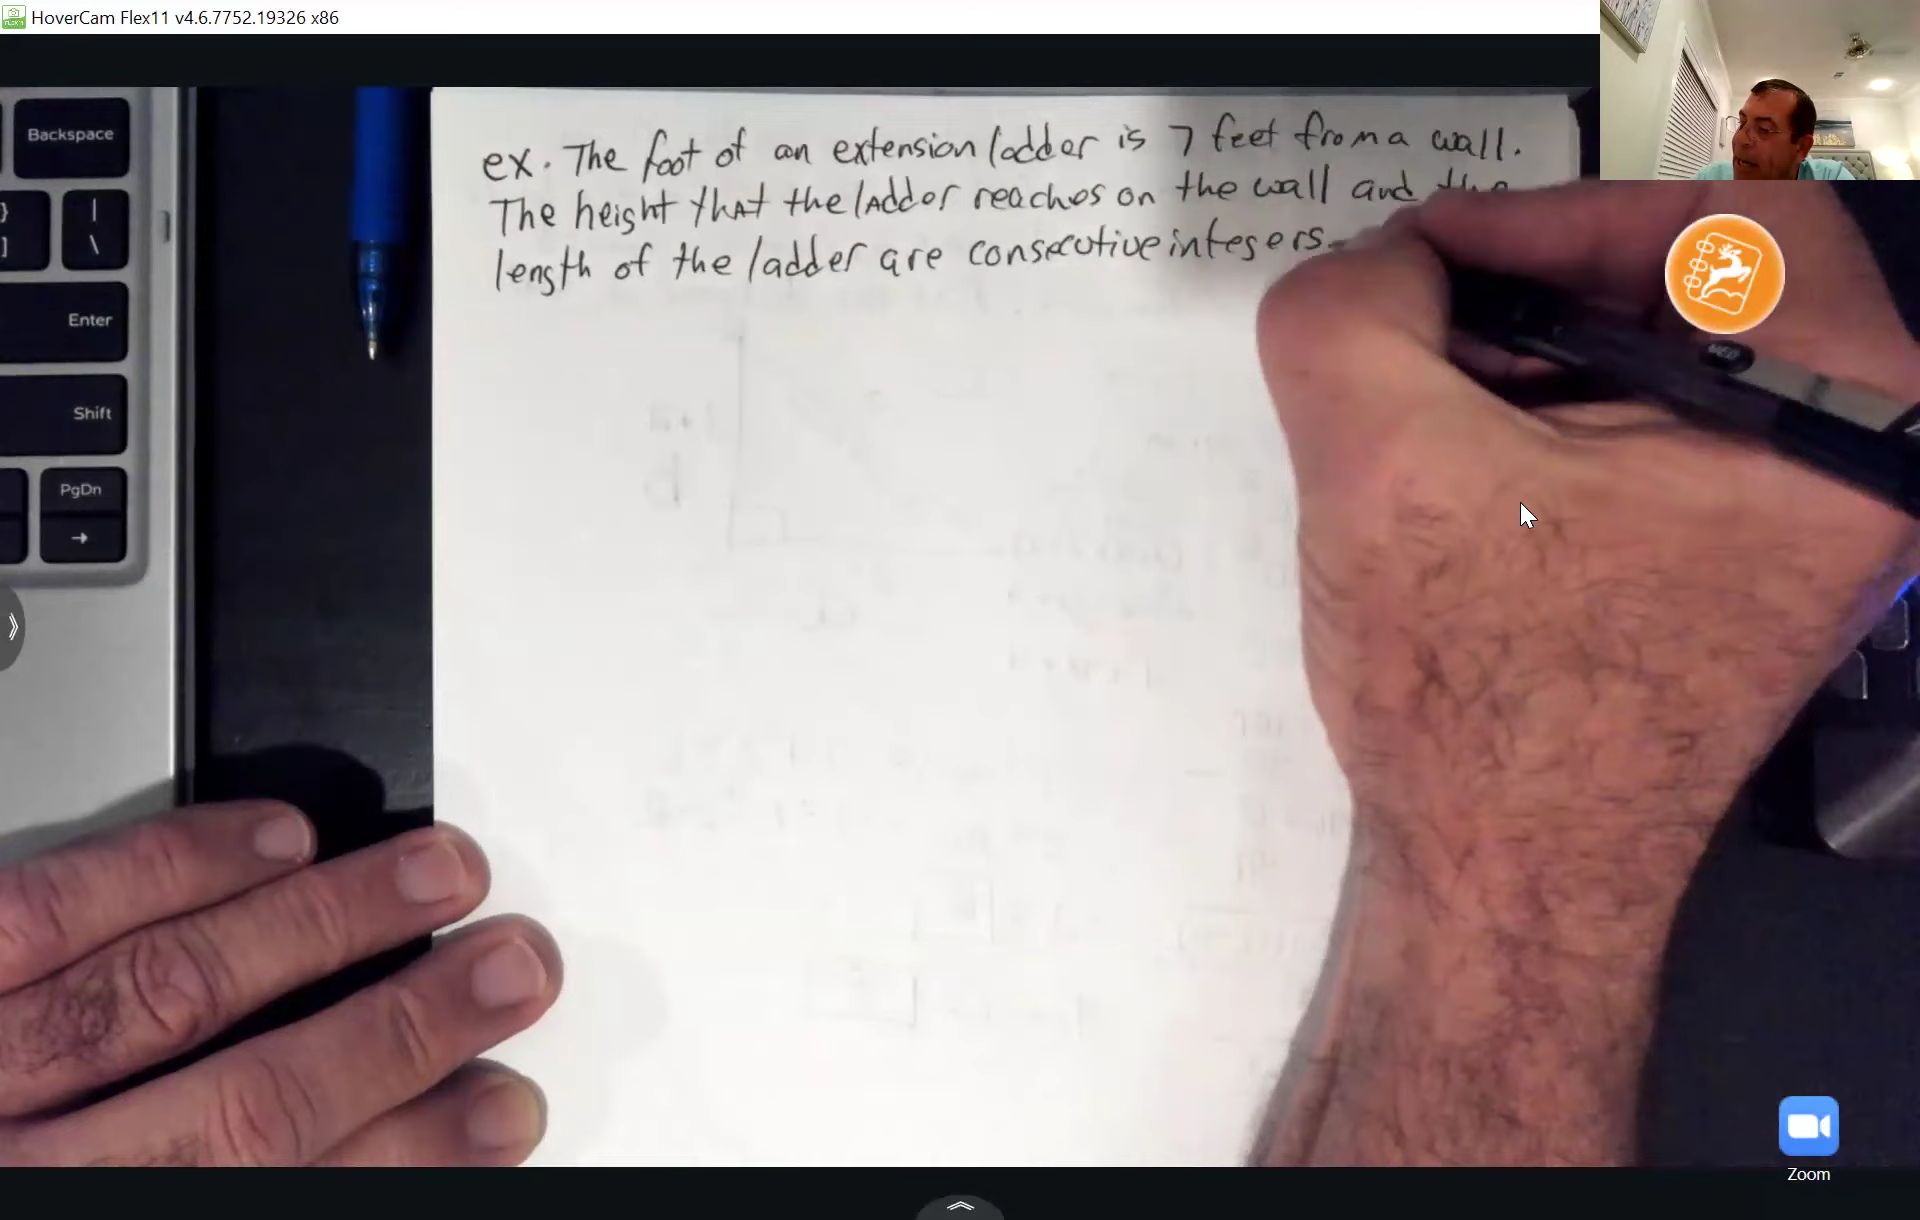 HoverCam Flex11 v4.6.7752.19326 x86
Backspace
}
]
|
\
Enter
Shift
PgDn
→
ex. The foot of an extension ladder is 7 feet from a wall.
The height that the ladder reaches on the wall and the
length of the ladder are consecutive integers.
Zoom